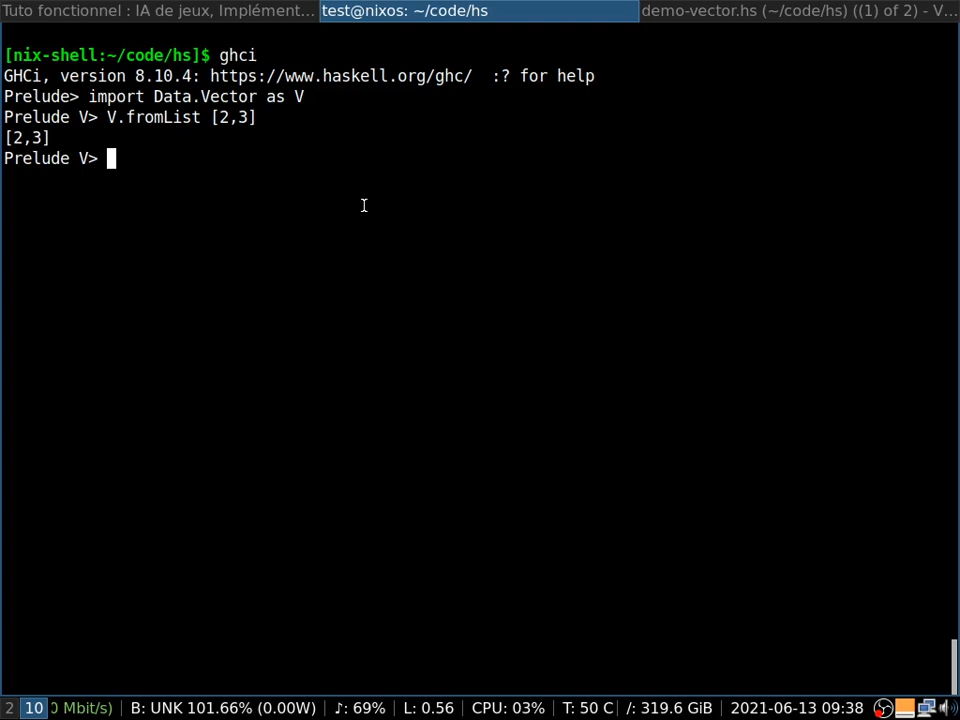 Tuto fonctionnel : IA de jeux, Implément... test@nixos: ~/code/hs demo-vector.hs (~/code/hs) ((1) of 2) - V...
[nix-shell:~/code/hs]$ ghci
GHCi, version 8.10.4: https://www.haskell.org/ghc/  :? for help
Prelude> import Data.Vector as V
Prelude V> V.fromList [2,3]
[2,3]
Prelude V>
2 10 0 Mbit/s) | B: UNK 101.66% (0.00W) | ♪: 69% | L: 0.56 | CPU: 03% | T: 50 C | /: 319.6 GiB | 2021-06-13 09:38